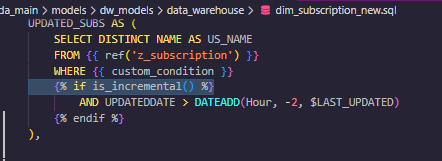 da_main > models > dw_models > data_warehouse > dim_subscription_new.sql
UPDATED_SUBS AS (
SELECT DISTINCT NAME AS US_NAME
FROM {{ ref('z_subscription') }}
WHERE {{ custom_condition }}
{% if is_incremental() %}
AND UPDATEDDATE > DATEADD(Hour, -2, $LAST_UPDATED)
{% endif %}
),